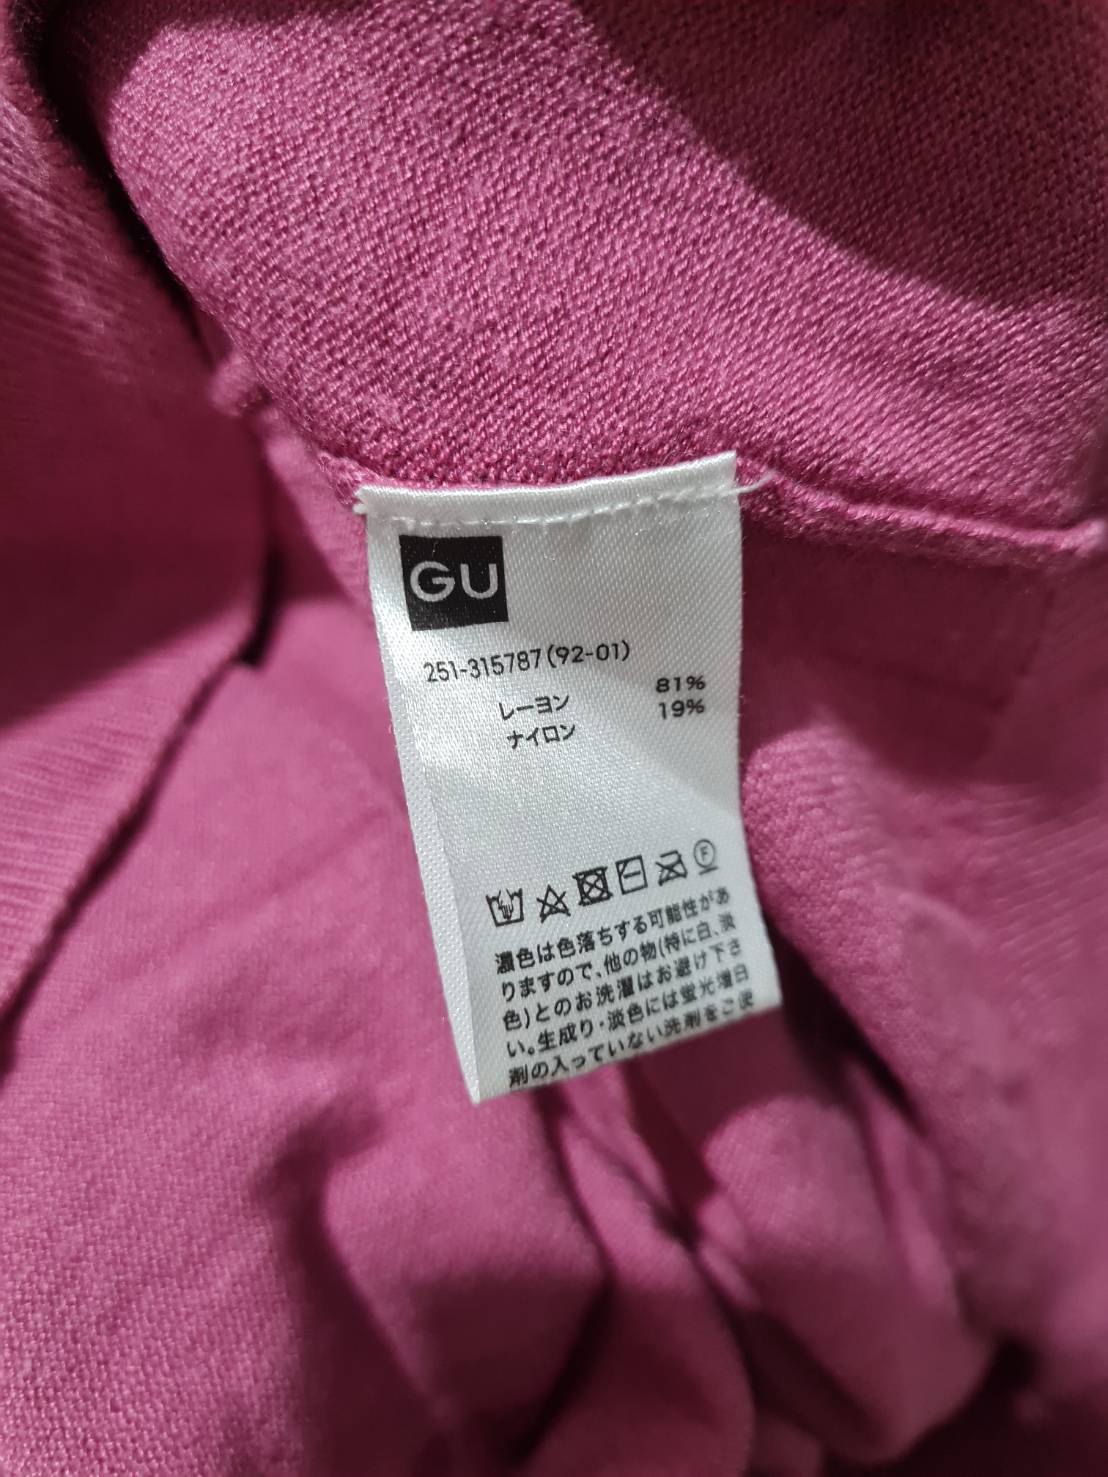 GU
251-315787(92-01)
レーヨン 81%
ナイロン 19%
F
濃色は色落ちする可能性があ
りますので、他の物(特に白、淡
色)とのお洗濯はお避け下さ
い。生成り・淡色には蛍光増白
剤の入っていない洗剤をご使